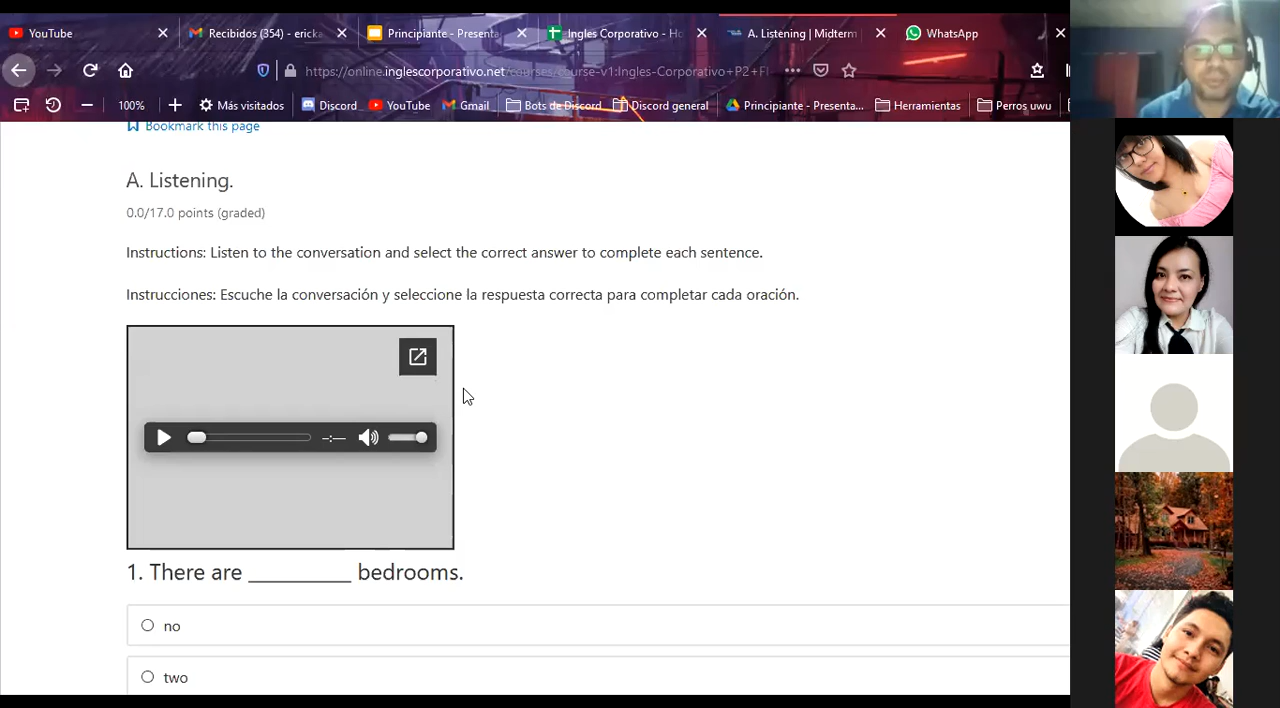 YouTube
Recibidos (354) - ericka
Principiante - Presenta
Ingles Corporativo - Ho
A. Listening | Midterm
WhatsApp
https://online.inglescorporativo.net/courses/course-v1:Ingles-Corporativo+P2+FI
100%
Más visitados
Discord
YouTube
Gmail
Bots de Discord
Discord general
Principiante - Presenta...
Herramientas
Perros uwu
Bookmark this page
A. Listening.
0.0/17.0 points (graded)
Instructions: Listen to the conversation and select the correct answer to complete each sentence.
Instrucciones: Escuche la conversación y seleccione la respuesta correcta para completar cada oración.
-:--
1. There are _________ bedrooms.
no
two